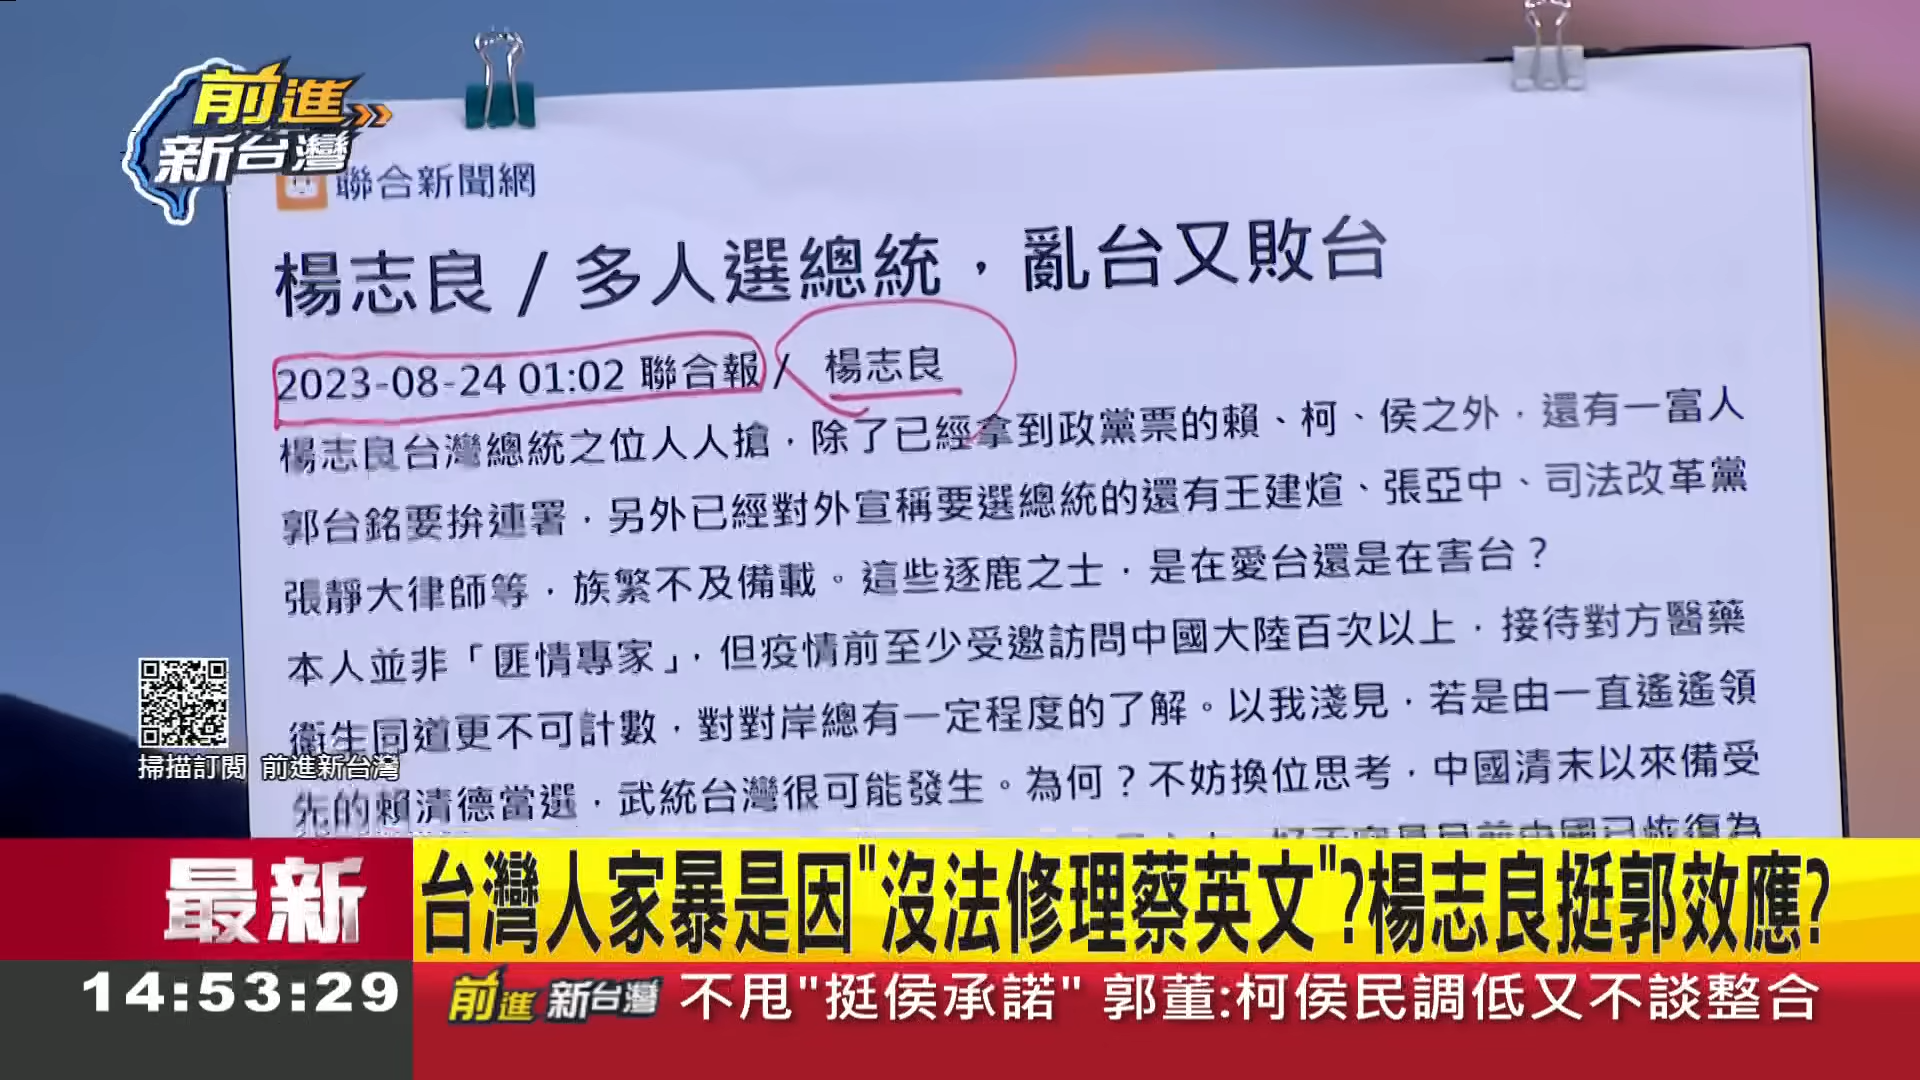 前進
新台灣
聯合新聞網
楊志良/多人選總統，亂台又敗台
2023-08-24 01:02 聯合報/ 楊志良
楊志良台灣總統之位人人搶，除了已經拿到政黨票的賴、柯、侯之外，還有一富人
郭台銘要拚連署，另外已經對外宣稱要選總統的還有王建煊、張亞中、司法改革黨
張靜大律師等，族繁不及備載。這些逐鹿之士，是在愛台還是在害台？
本人並非「匪情專家」，但疫情前至少受邀訪問中國大陸百次以上，接待對方醫藥
衛生同道更不可計數，對對岸總有一定程度的了解。以我淺見，若是由一直遙遙領
先的賴清德當選，武統台灣很可能發生。為何？不妨換位思考，中國清末以來備受
掃描訂閱 前進新台灣
最新
台灣人家暴是因"沒法修理蔡英文"?楊志良挺郭效應?
14:53:29
前進新台灣 不甩"挺侯承諾" 郭董:柯侯民調低又不談整合